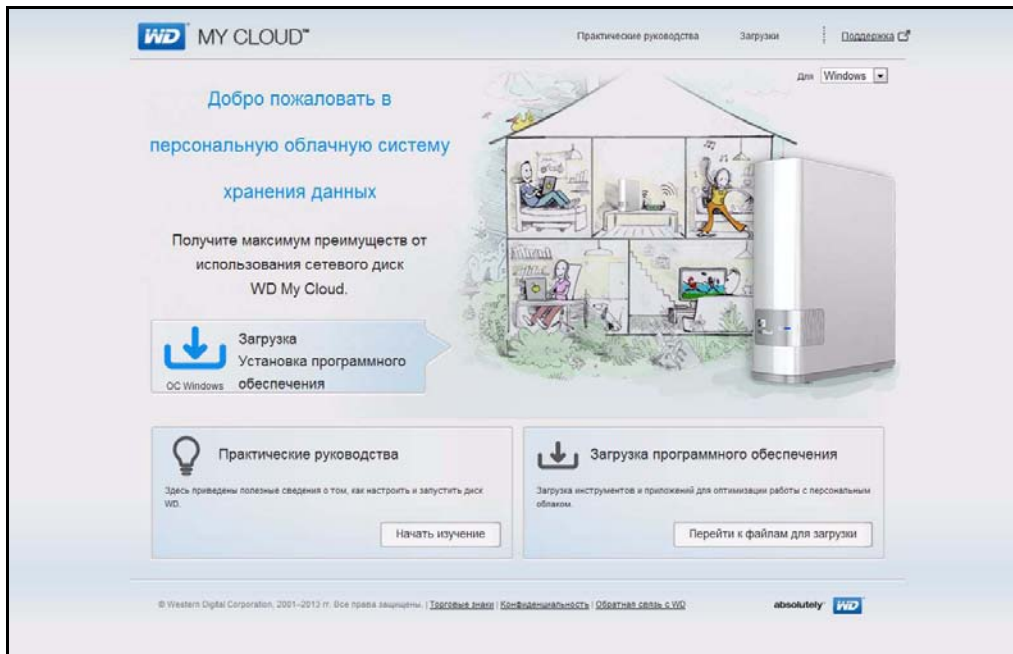 WD MY CLOUD™
Практические руководства Загрузки Поддержка
Для Windows
Добро пожаловать в
персональную облачную систему
хранения данных
Получите максимум преимуществ от
использования сетевого диск
WD My Cloud.
Загрузка
Установка программного
ОС Windows обеспечения
Практические руководства
Здесь приведены полезные сведения о том, как настроить и запустить диск
WD.
Начать изучение
Загрузка программного обеспечения
Загрузка инструментов и приложений для оптимизации работы с персональным
облаком.
Перейти к файлам для загрузки
© Western Digital Corporation, 2001–2013 гг. Все права защищены. | Торговые знаки | Конфиденциальность | Обратная связь с WD
absolutely WD